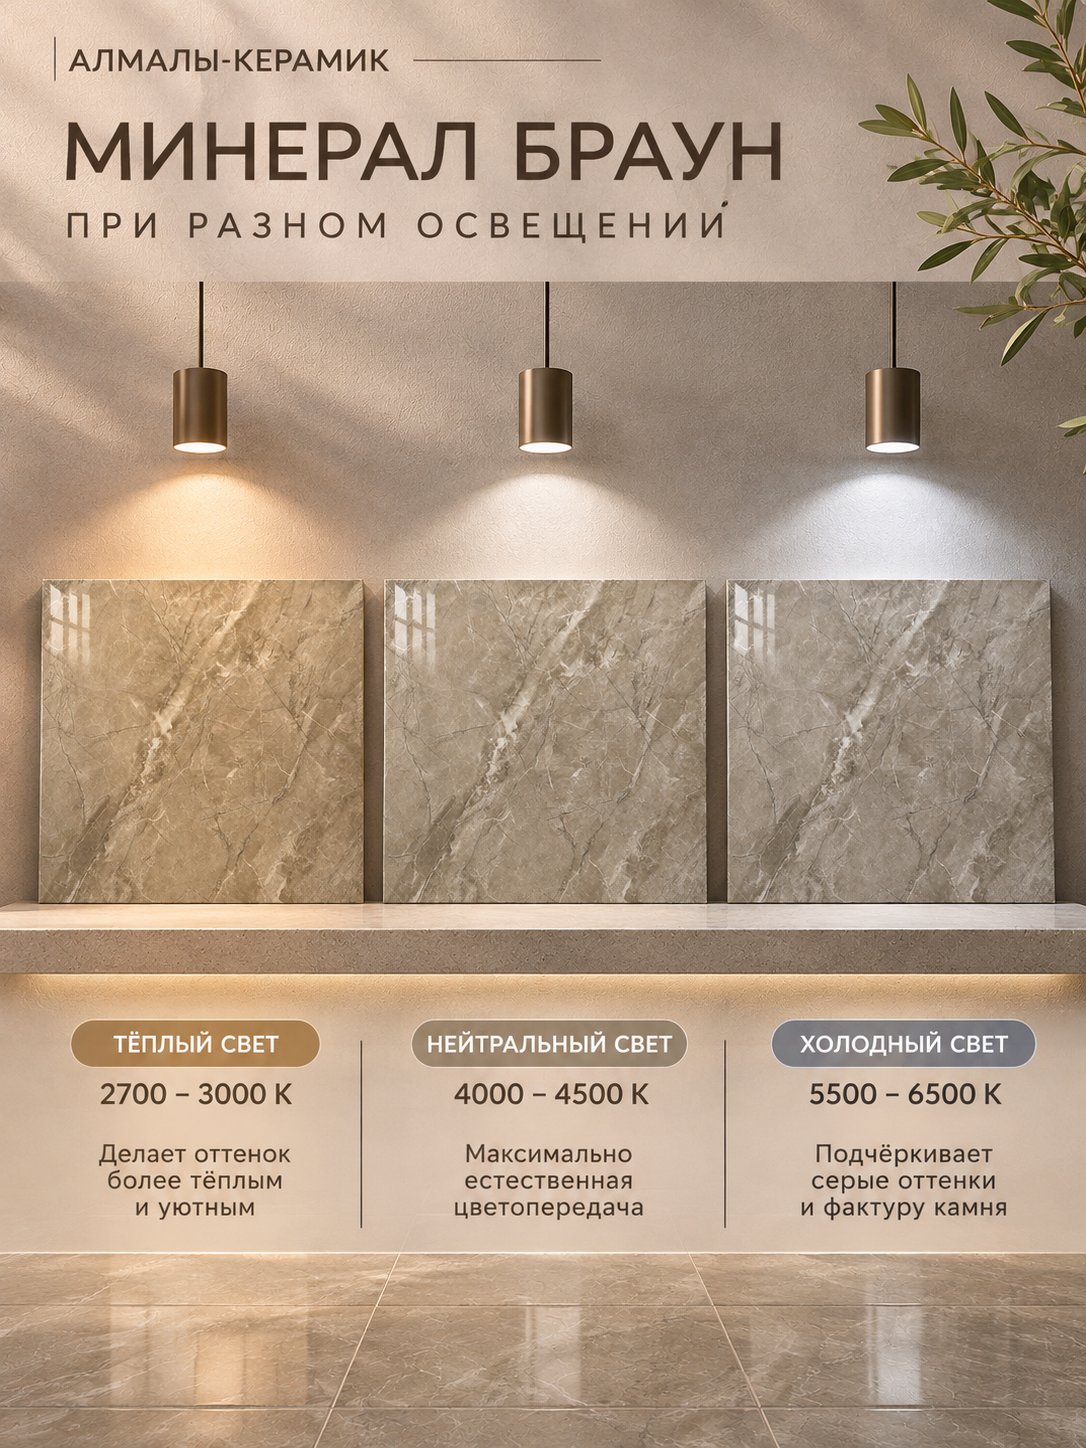 АЛМАЛЫ-КЕРАМИК
МИНЕРАЛ БРАУН
ПРИ РАЗНОМ ОСВЕЩЕНИИ
ТЁПЛЫЙ СВЕТ
2700 – 3000 К
Делает оттенок
более тёплым
и уютным
НЕЙТРАЛЬНЫЙ СВЕТ
4000 – 4500 К
Максимально
естественная
цветопередача
ХОЛОДНЫЙ СВЕТ
5500 – 6500 К
Подчёркивает
серые оттенки
и фактуру камня